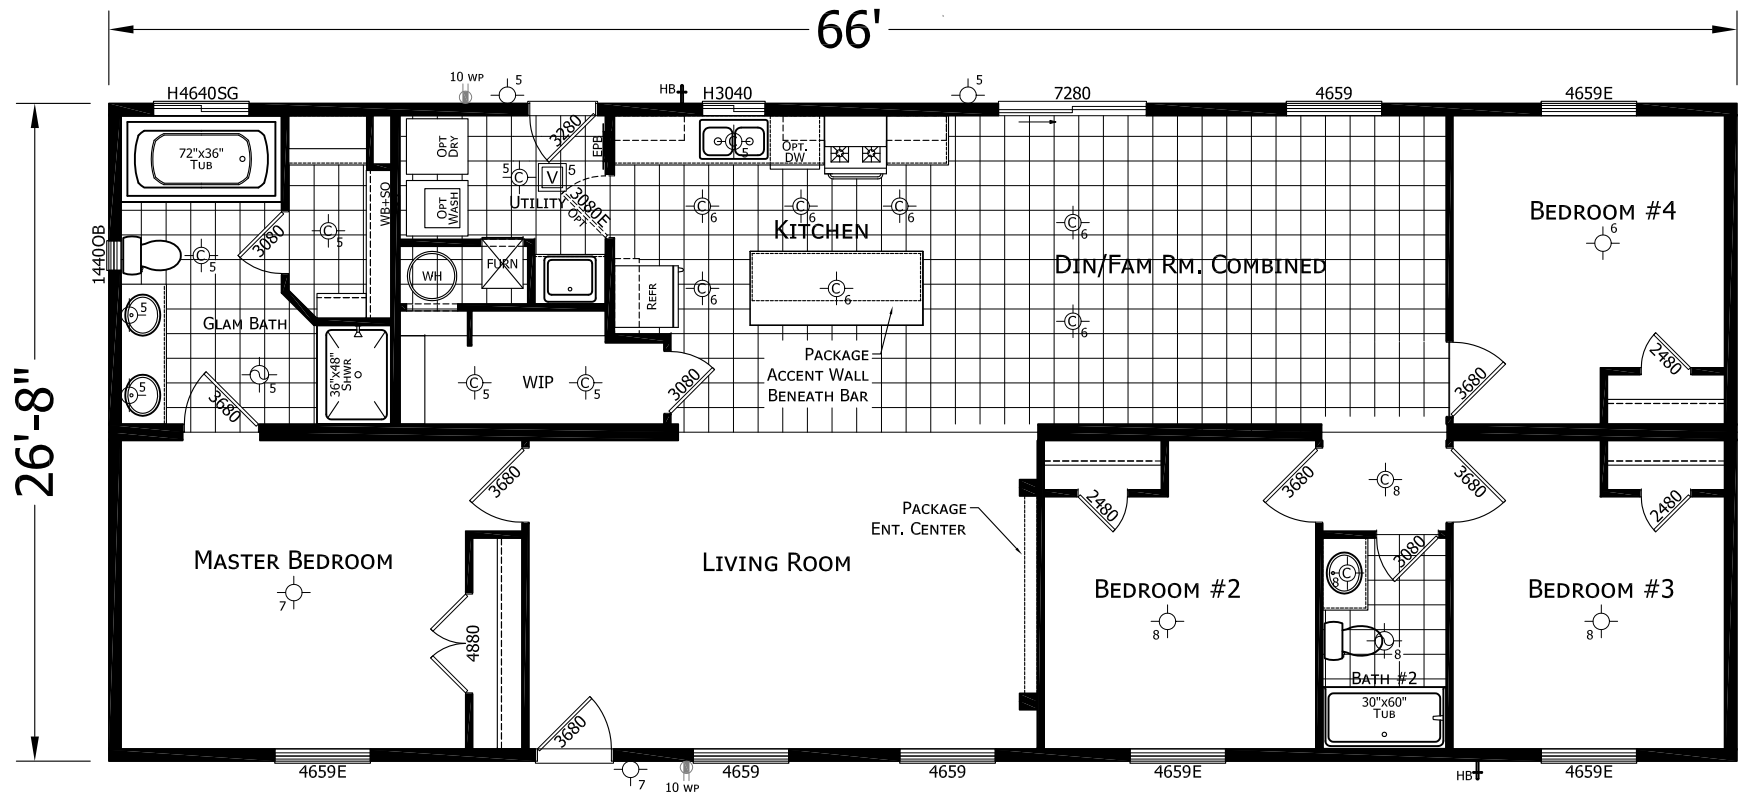 66'
26'-8"
10 WP
5
HB
5
H4640SG
H3040
7280
4659
4659E
72"x36"
TUB
OPT
DRY
3280
EPB
5
OPT.
DW
5
V
5
OPT
WASH
UTILITY
3080E
OPT
WB+SO
1440OB
3080
5
5
6
6
6
KITCHEN
6
BEDROOM #4
6
DIN/FAM RM. COMBINED
WH
FURN
REFR
6
6
6
5
GLAM BATH
5
5
36"x48"
SHWR
3680
WIP
5
5
3080
PACKAGE
ACCENT WALL
BENEATH BAR
2480
3680
3680
3680
C
8
3680
2480
2480
PACKAGE
ENT. CENTER
MASTER BEDROOM
7
LIVING ROOM
3080
8
BEDROOM #2
8
BEDROOM #3
8
4880
8
BATH #2
30"x60"
TUB
3680
4659E
7
10 WP
4659
4659
4659E
HB
4659E